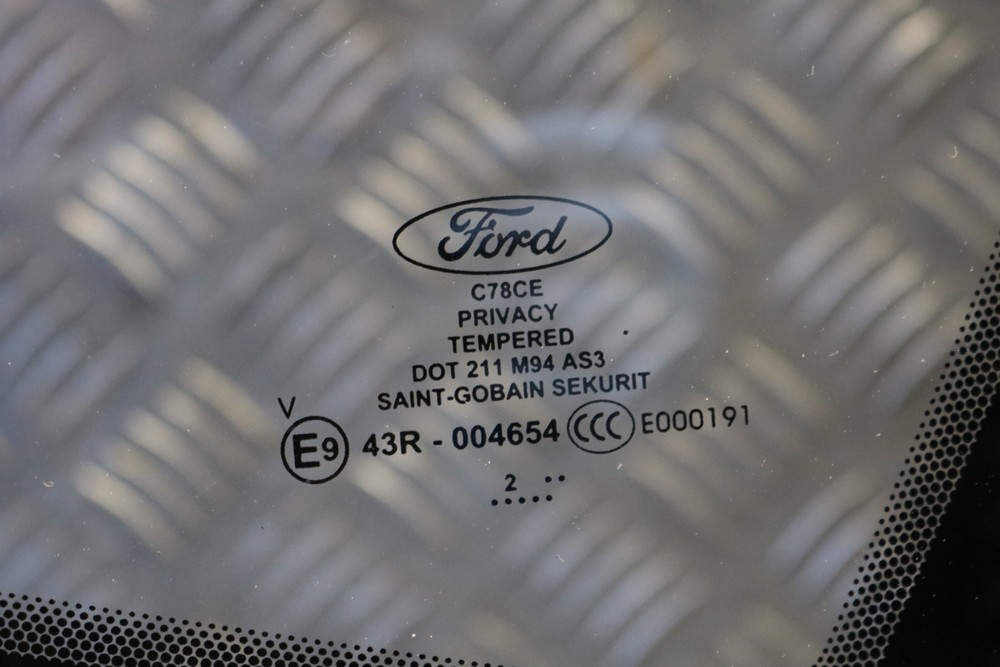 Ford
C78CE
PRIVACY
TEMPERED
DOT 211 M94 AS3
SAINT-GOBAIN SEKURIT
V
E9 43R - 004654 CCC E000191
2